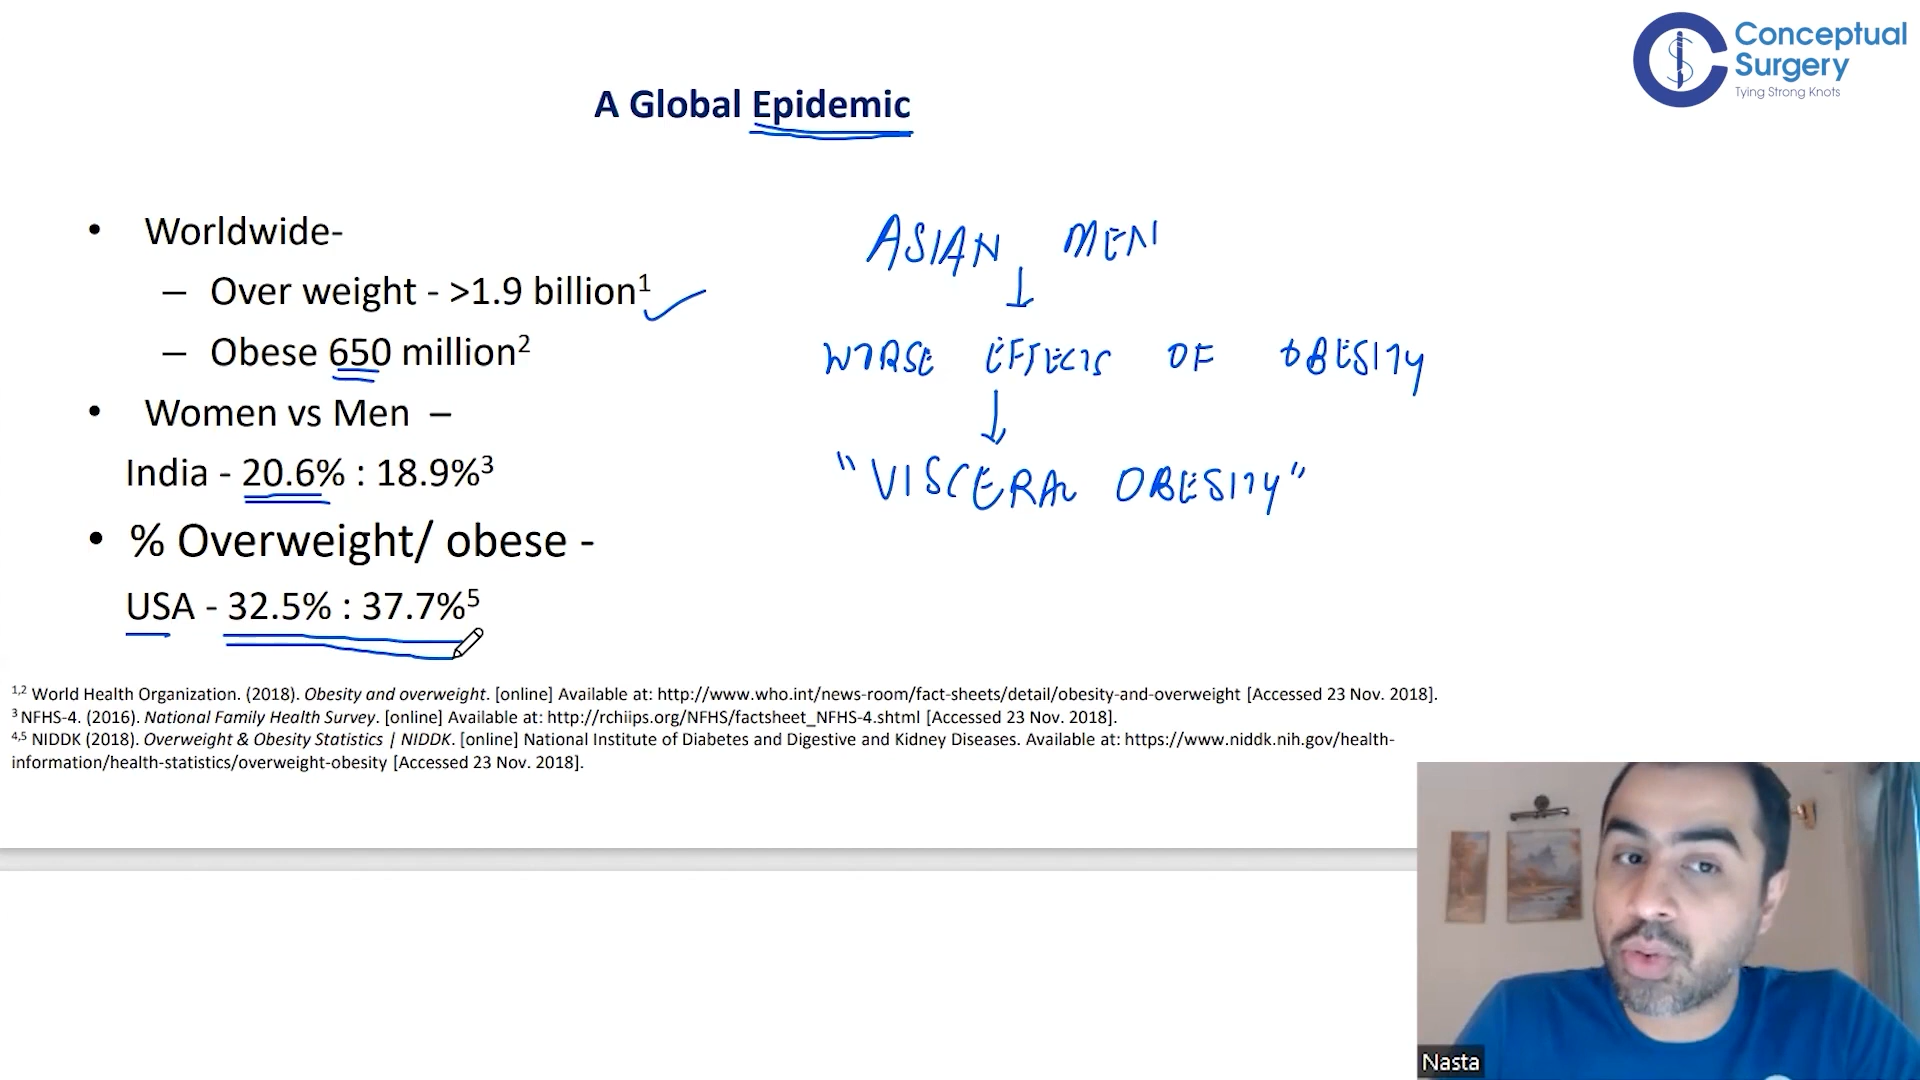 Conceptual
Surgery
Tying Strong Knots
A Global Epidemic
• Worldwide-
– Over weight - >1.9 billion1
– Obese 650 million2
• Women vs Men –
India - 20.6% : 18.9%3
• % Overweight/ obese -
USA - 32.5% : 37.7%5
ASIAN MEN
WORSE EFFECTS OF OBESITY
"VISCERAL OBESITY"
1,2 World Health Organization. (2018). Obesity and overweight. [online] Available at: http://www.who.int/news-room/fact-sheets/detail/obesity-and-overweight [Accessed 23 Nov. 2018].
3 NFHS-4. (2016). National Family Health Survey. [online] Available at: http://rchiips.org/NFHS/factsheet_NFHS-4.shtml [Accessed 23 Nov. 2018].
4,5 NIDDK (2018). Overweight & Obesity Statistics | NIDDK. [online] National Institute of Diabetes and Digestive and Kidney Diseases. Available at: https://www.niddk.nih.gov/health-
information/health-statistics/overweight-obesity [Accessed 23 Nov. 2018].
Nasta